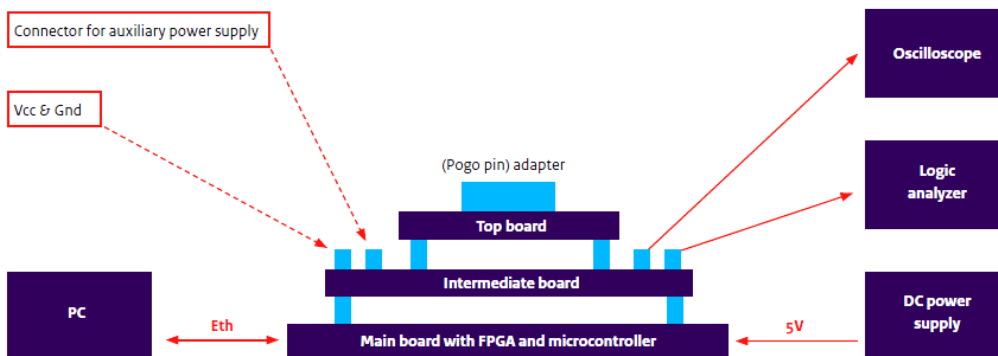 Connector for auxiliary power supply
Oscilloscope
Vcc & Gnd
(Pogo pin) adapter
Logic
analyzer
Top board
Intermediate board
PC
DC power
supply
Eth
5V
Main board with FPGA and microcontroller